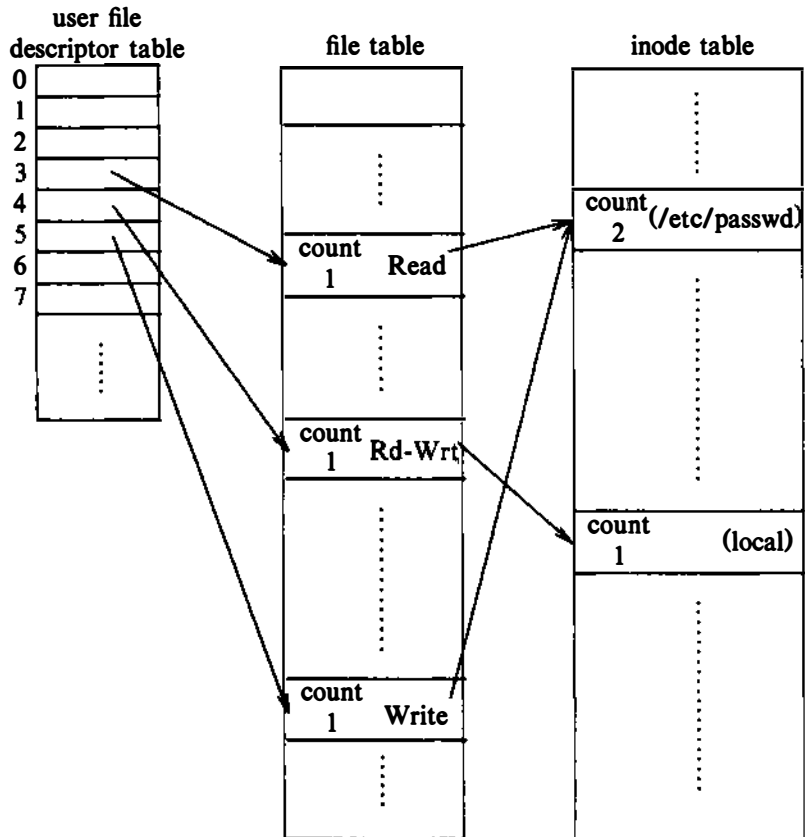 user file
descriptor table
file table
inode table
0
1
2
3
4
5
6
7
count
1 Read
count
1 Rd-Wrt
count
1 Write
count
2 (/etc/passwd)
count
1 (local)